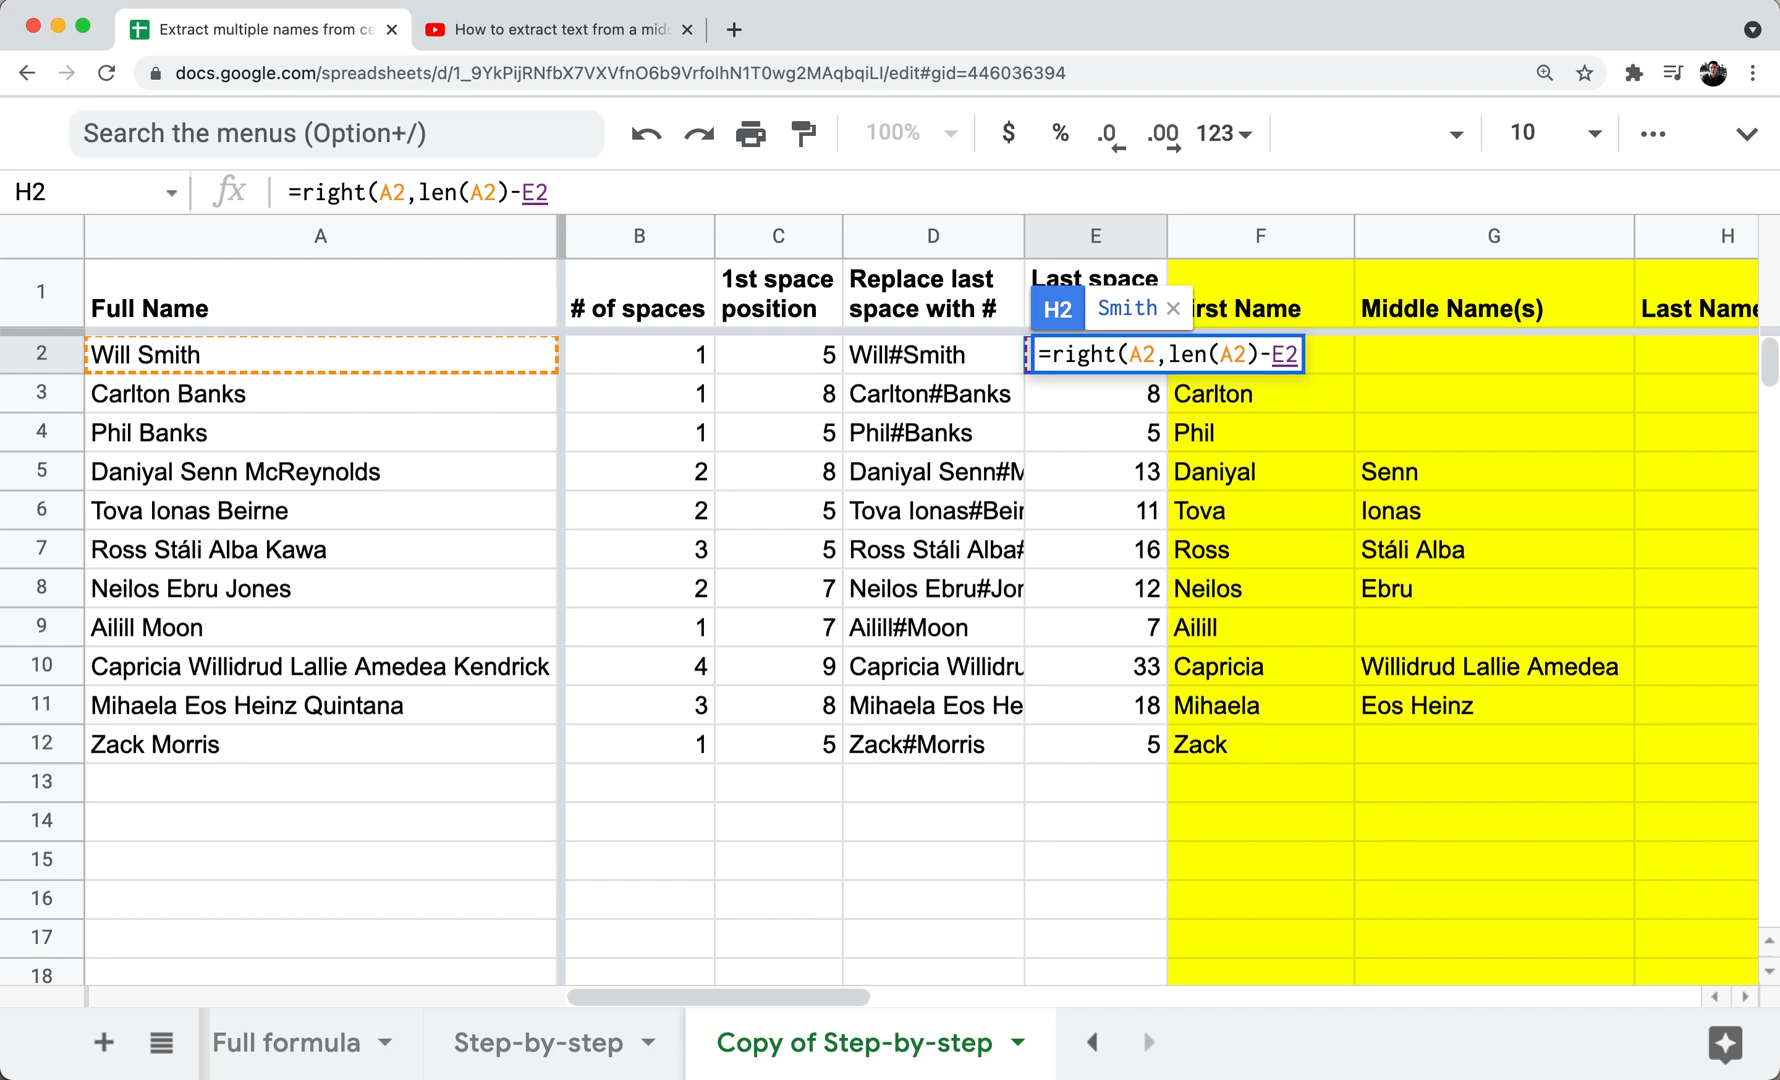 Extract multiple names from ce
How to extract text from a mid
docs.google.com/spreadsheets/d/1_9YkPijRNfbX7VXVfnO6b9VrfolhN1T0wg2MAqbqiLI/edit#gid=446036394
Search the menus (Option+/)
100%
$ % .0 .00 123
10
H2
fx
=right(A2,len(A2)-E2
A B C D E F G H
1 Full Name # of spaces 1st space position Replace last space with # Last space irst Name Middle Name(s) Last Name
H2 Smith ×
2 Will Smith 1 5 Will#Smith =right(A2,len(A2)-E2
3 Carlton Banks 1 8 Carlton#Banks 8 Carlton
4 Phil Banks 1 5 Phil#Banks 5 Phil
5 Daniyal Senn McReynolds 2 8 Daniyal Senn#M 13 Daniyal Senn
6 Tova Ionas Beirne 2 5 Tova Ionas#Beir 11 Tova Ionas
7 Ross Stáli Alba Kawa 3 5 Ross Stáli Alba# 16 Ross Stáli Alba
8 Neilos Ebru Jones 2 7 Neilos Ebru#Jor 12 Neilos Ebru
9 Ailill Moon 1 7 Ailill#Moon 7 Ailill
10 Capricia Willidrud Lallie Amedea Kendrick 4 9 Capricia Willidru 33 Capricia Willidrud Lallie Amedea
11 Mihaela Eos Heinz Quintana 3 8 Mihaela Eos He 18 Mihaela Eos Heinz
12 Zack Morris 1 5 Zack#Morris 5 Zack
13
14
15
16
17
18
Full formula
Step-by-step
Copy of Step-by-step